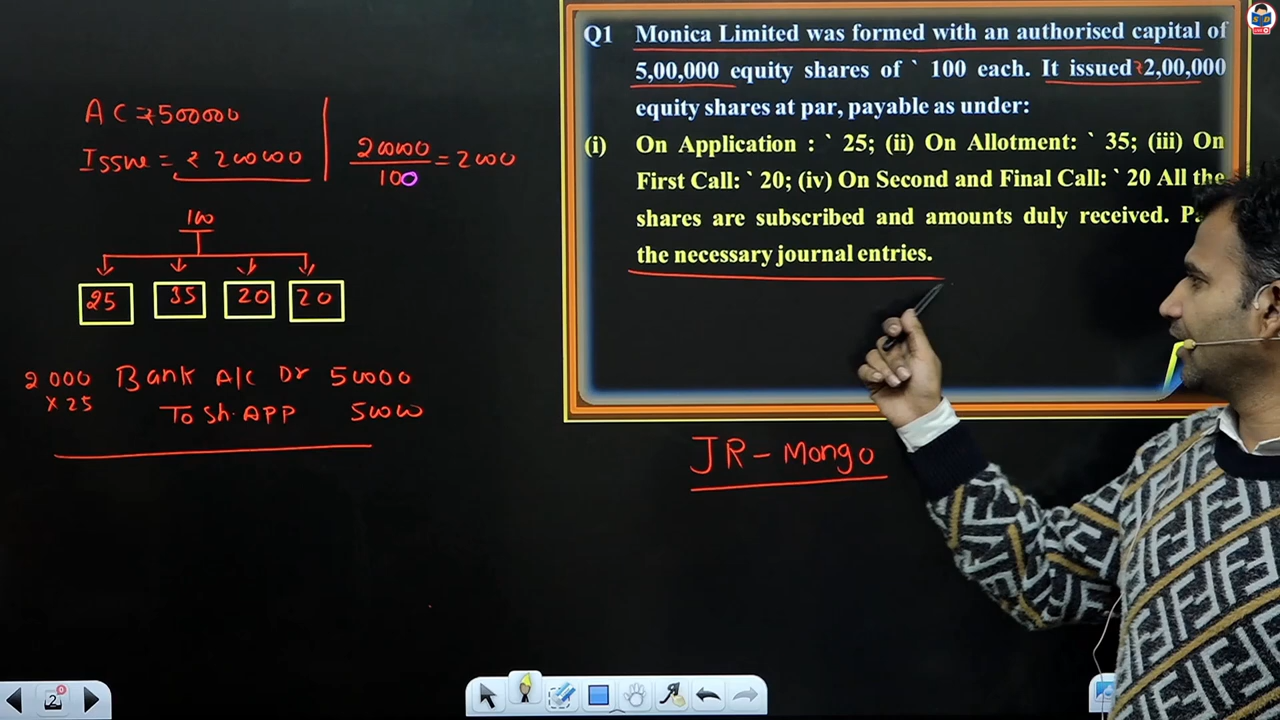 Q1 Monica Limited was formed with an authorised capital of
5,00,000 equity shares of ` 100 each. It issued ₹2,00,000
equity shares at par, payable as under:
(i) On Application : ` 25; (ii) On Allotment: ` 35; (iii) On
First Call: ` 20; (iv) On Second and Final Call: ` 20 All the
shares are subscribed and amounts duly received.
the necessary journal entries.
AC → ₹500000
Issue = ₹ 200000
200000
100
= 2000
100
25 35 20 20
2000 Bank A/c Dr 50000
x 25 To Sh. APP 50000
JR - Mongo
2